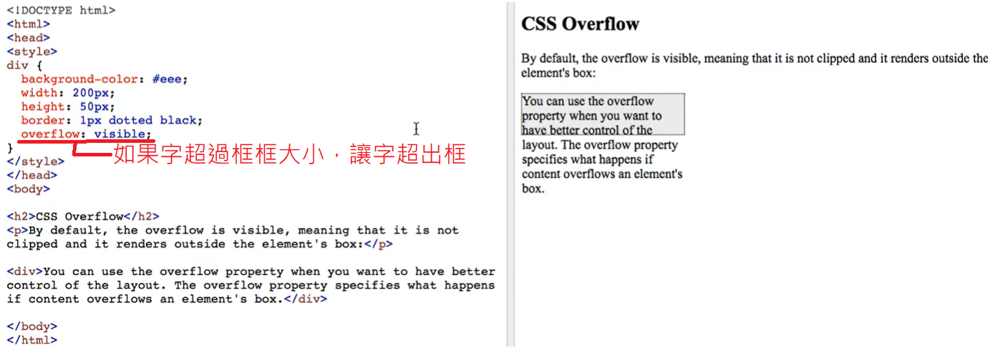 <!DOCTYPE html>
<html>
<head>
<style>
div {
  background-color: #eee;
  width: 200px;
  height: 50px;
  border: 1px dotted black;
  overflow: visible;
}
如果字超過框框大小，讓字超出框
</style>
</head>
<body>
<h2>CSS Overflow</h2>
<p>By default, the overflow is visible, meaning that it is not
clipped and it renders outside the element's box:</p>
<div>You can use the overflow property when you want to have better
control of the layout. The overflow property specifies what happens
if content overflows an element's box.</div>
</body>
</html>
CSS Overflow
By default, the overflow is visible, meaning that it is not clipped and it renders outside the
element's box:
You can use the overflow
property when you want to
have better control of the
layout. The overflow property
specifies what happens if
content overflows an element's
box.